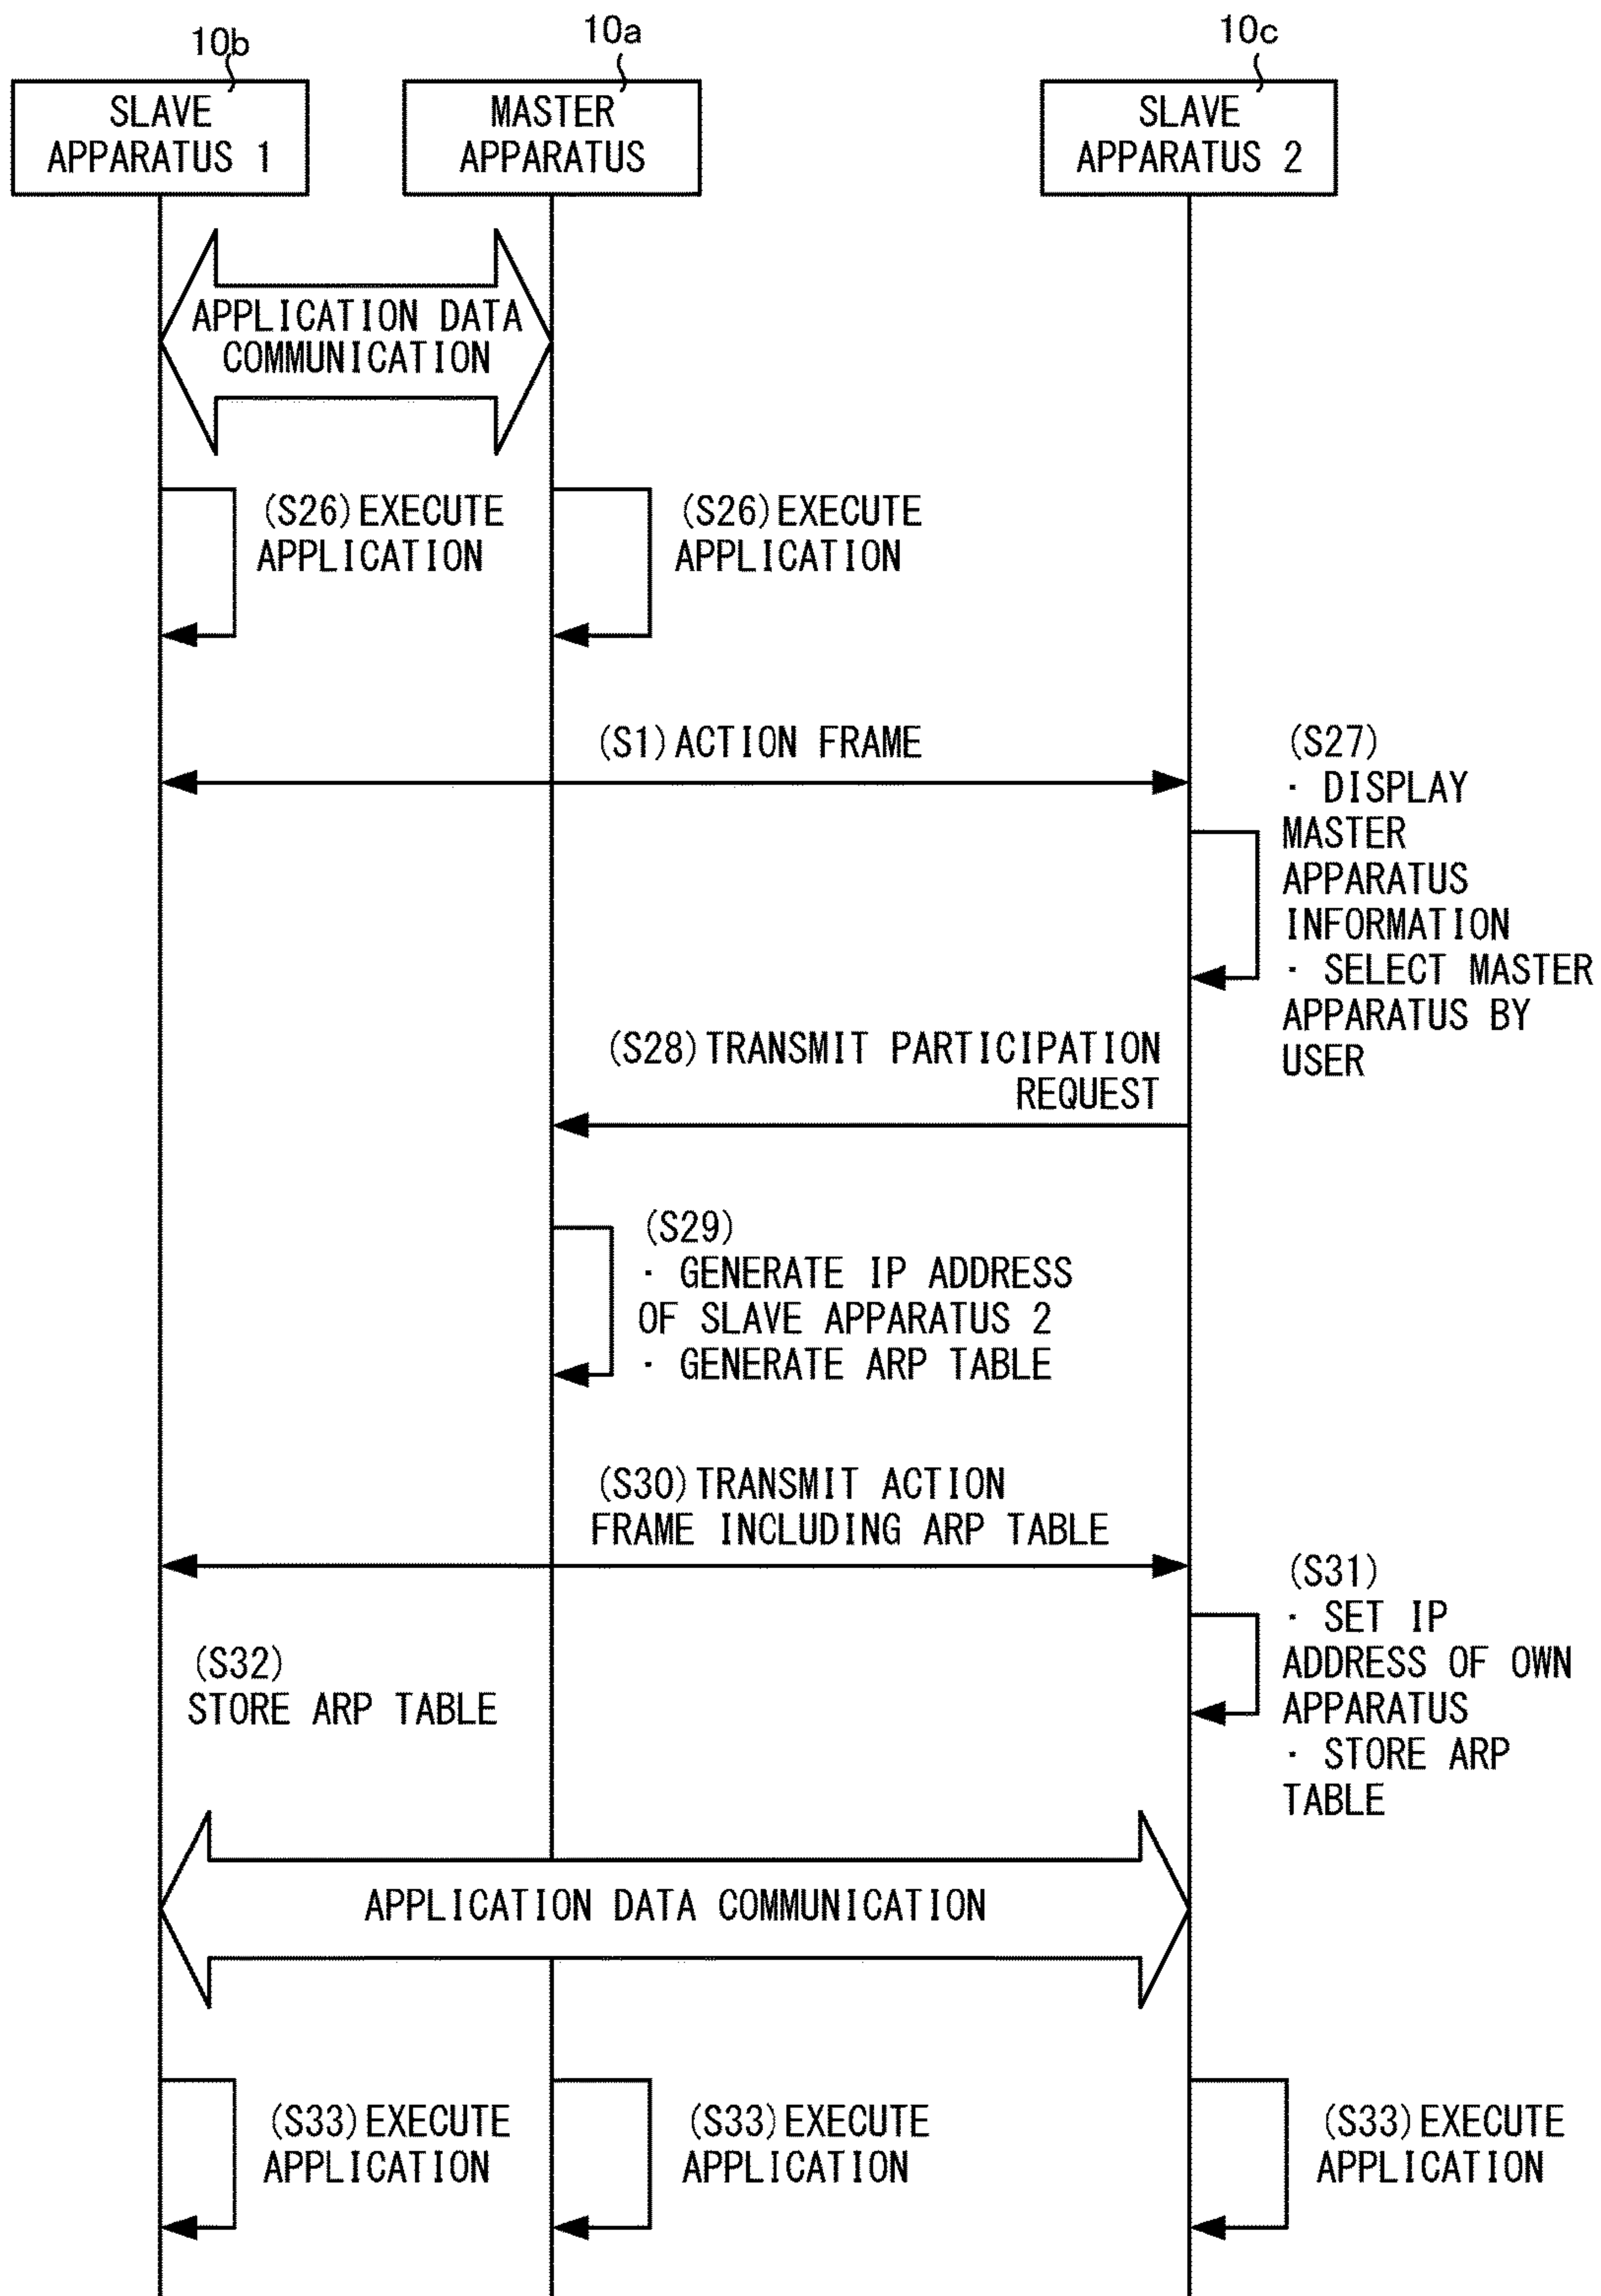 10b
10a
10c
SLAVE
APPARATUS 1
MASTER
APPARATUS
SLAVE
APPARATUS 2
APPLICATION DATA
COMMUNICATION
(S26)EXECUTE
APPLICATION
(S26)EXECUTE
APPLICATION
(S1)ACTION FRAME
(S27)
· DISPLAY
MASTER
APPARATUS
INFORMATION
· SELECT MASTER
APPARATUS BY
USER
(S28)TRANSMIT PARTICIPATION
REQUEST
(S29)
· GENERATE IP ADDRESS
OF SLAVE APPARATUS 2
· GENERATE ARP TABLE
(S30)TRANSMIT ACTION
FRAME INCLUDING ARP TABLE
(S31)
· SET IP
ADDRESS OF OWN
APPARATUS
· STORE ARP
TABLE
(S32)
STORE ARP TABLE
APPLICATION DATA COMMUNICATION
(S33)EXECUTE
APPLICATION
(S33)EXECUTE
APPLICATION
(S33)EXECUTE
APPLICATION